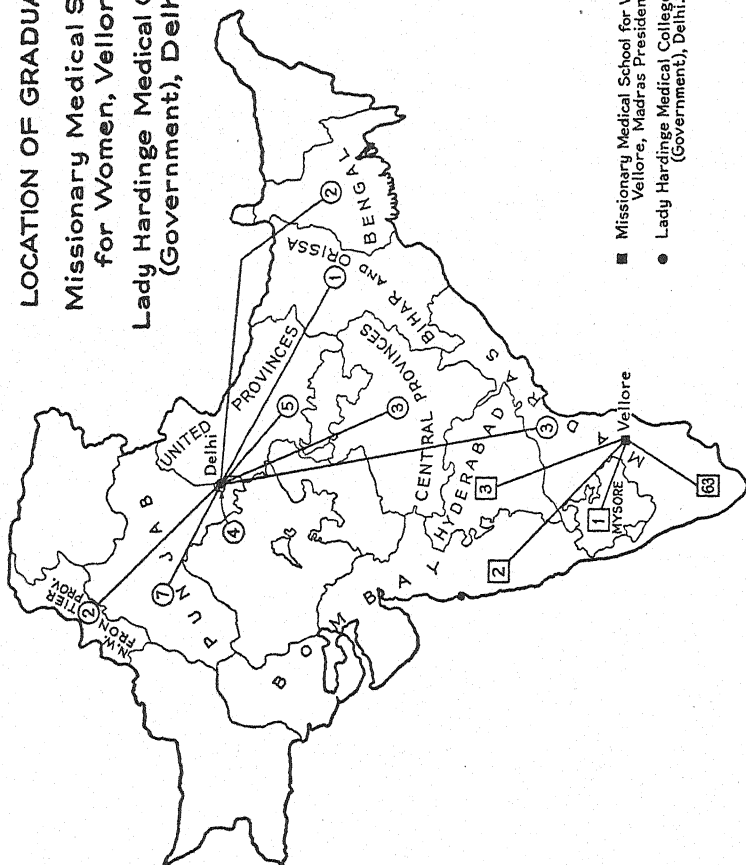 LOCATION OF GRADUA
Missionary Medical S
for Women, Vellor
Lady Hardinge Medical C
(Government), Delh
N.W.
FRONTIER
PROV.
2
PUNJAB
7
4
Delhi
UNITED
PROVINCES
5
1
2
BENGAL
BIHAR AND ORISSA
CENTRAL PROVINCES
3
BOMBAY
HYDERABAD
3
3
2
MADRAS
1
MYSORE
Vellore
63
Missionary Medical School for W
Vellore, Madras Presiden
Lady Hardinge Medical College
(Government), Delhi.